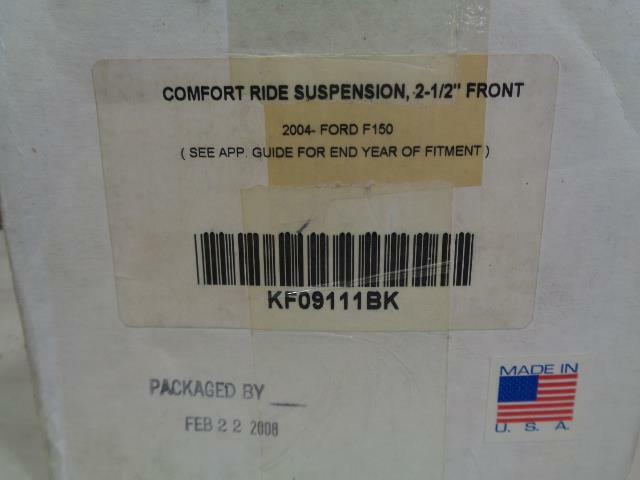 COMFORT RIDE SUSPENSION, 2-1/2" FRONT
2004- FORD F150
( SEE APP. GUIDE FOR END YEAR OF FITMENT )
KF09111BK
PACKAGED BY
FEB 22 2008
MADE IN
U. S. A.